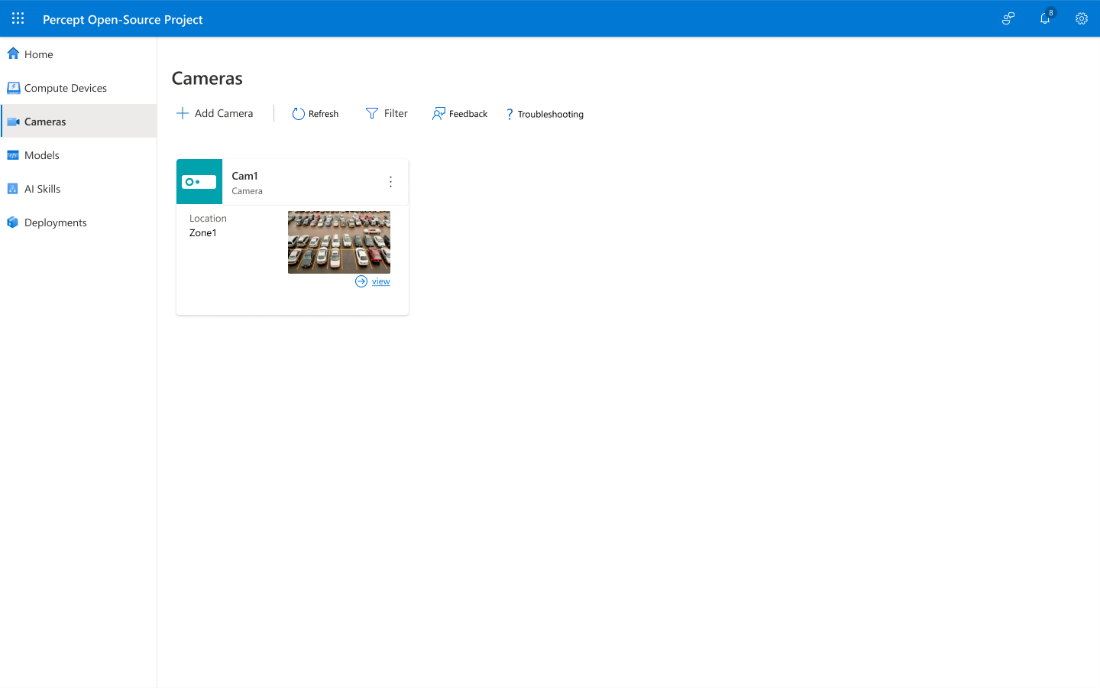 Percept Open-Source Project
8
Home
Compute Devices
Cameras
Models
AI Skills
Deployments
Cameras
Add Camera
Refresh
Filter
Feedback
? Troubleshooting
Cam1
Camera
Location
Zone1
view